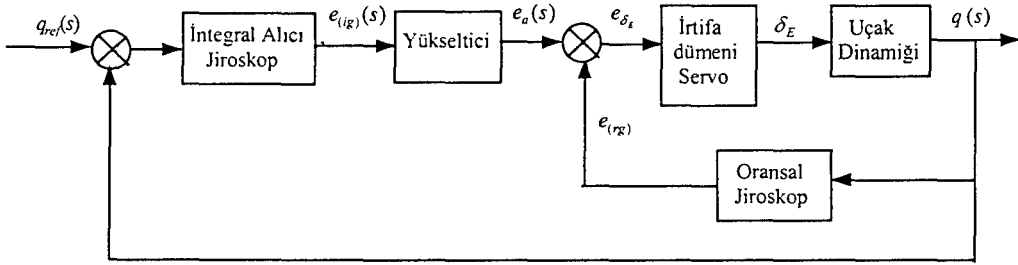 q_ref(s)
İntegral Alıcı
Jiroskop
e_(ig)(s)
Yükseltici
e_a(s)
e_δ_E
İrtifa
dümeni
Servo
δ_E
Uçak
Dinamiği
q(s)
e_(rg)
Oransal
Jiroskop